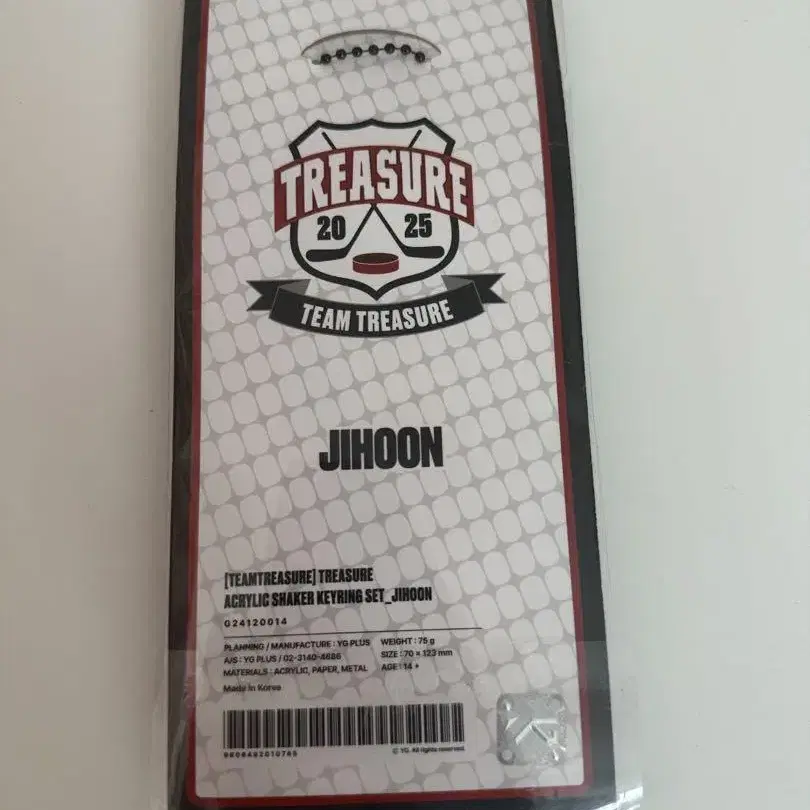 TREASURE
20 25
TEAM TREASURE
JIHOON
[TEAMTREASURE] TREASURE
ACRYLIC SHAKER KEYRING SET_JIHOON
G24120014
PLANNING / MANUFACTURE : YG PLUS WEIGHT : 75 g
A/S : YG PLUS / 02-3140-4686 SIZE : 70 × 123 mm
MATERIALS : ACRYLIC, PAPER, METAL AGE : 14 +
Made in Korea
© YG. All rights reserved.